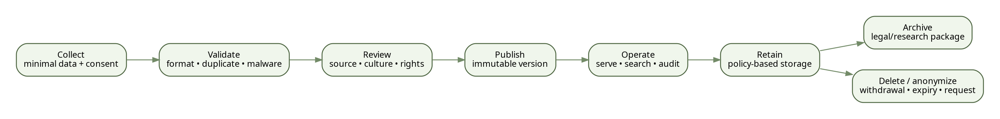 Collect
minimal data + consent
Validate
format • duplicate • malware
Review
source • culture • rights
Publish
immutable version
Operate
serve • search • audit
Retain
policy-based storage
Archive
legal/research package
Delete / anonymize
withdrawal • expiry • request